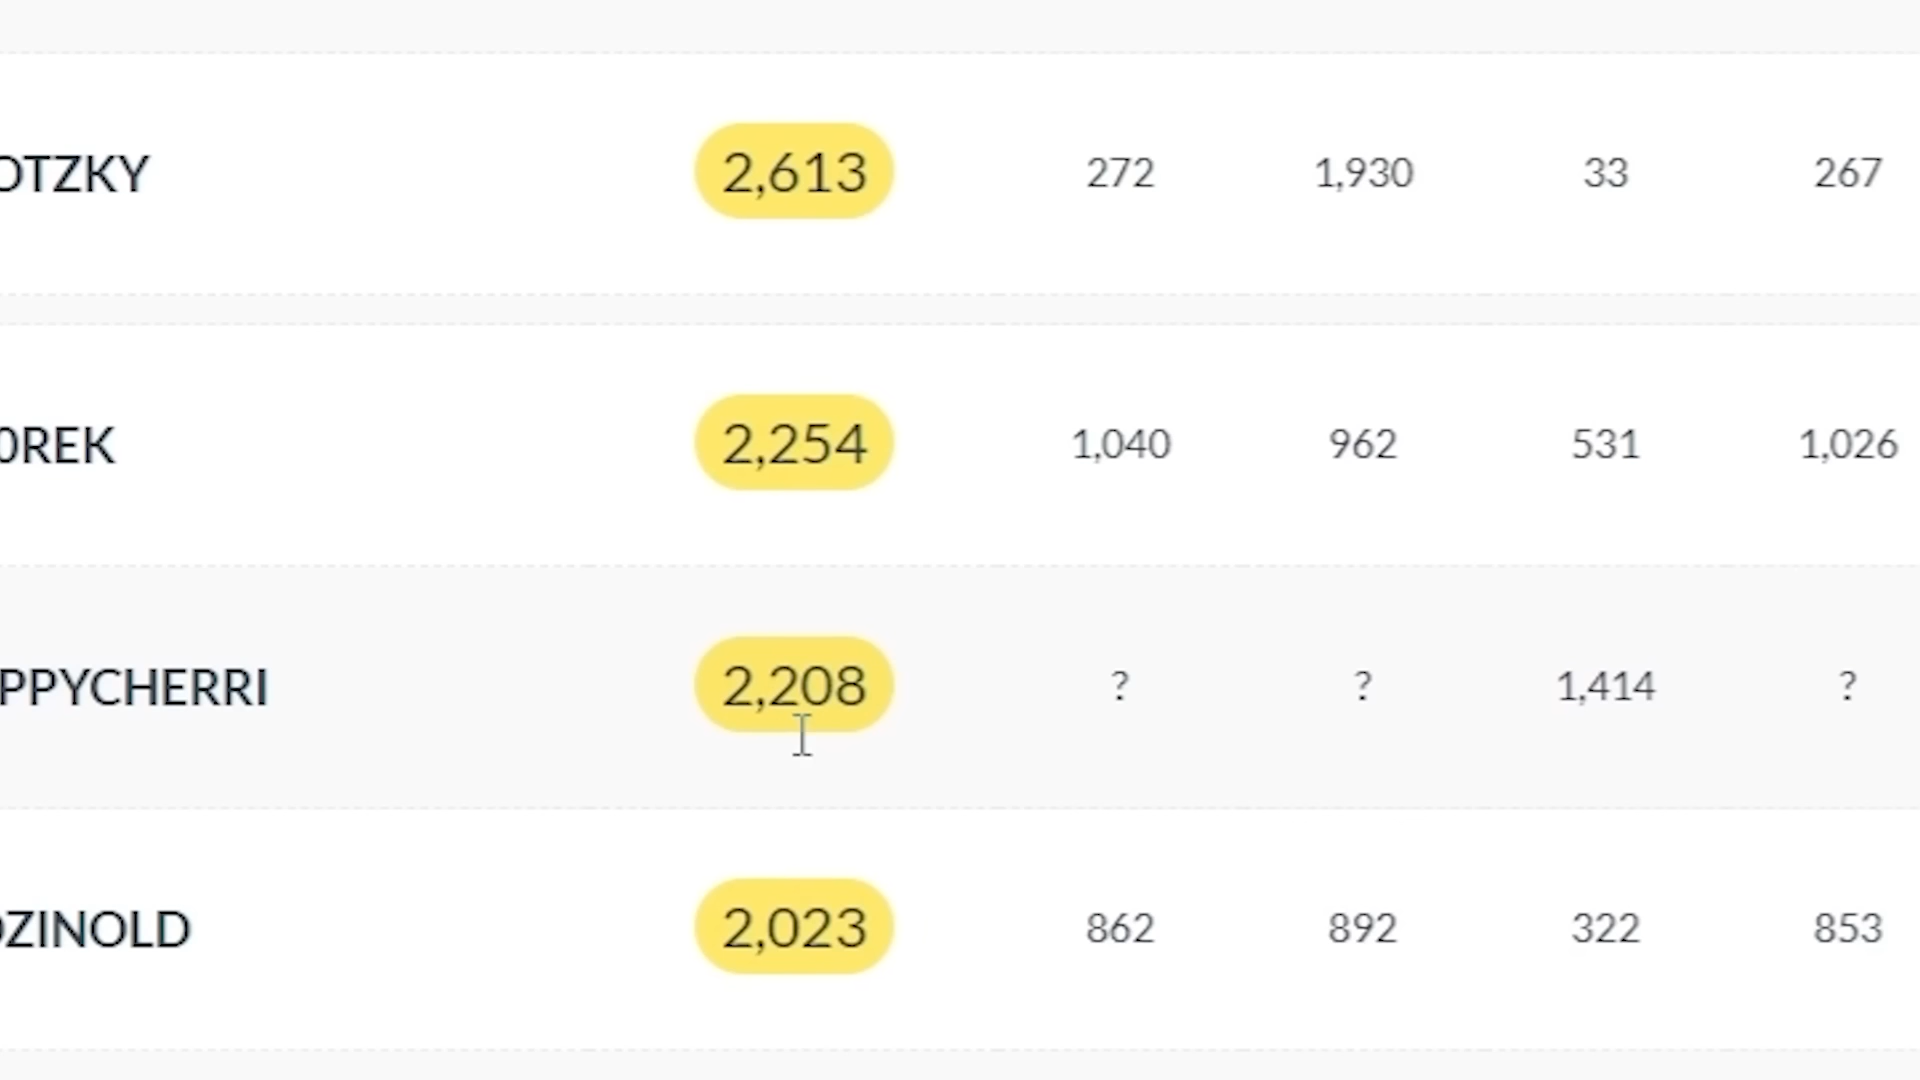 OTZKY 2,613 272 1,930 33 267
0REK 2,254 1,040 962 531 1,026
PPYCHERRI 2,208 ? ? 1,414 ?
OZINOLD 2,023 862 892 322 853